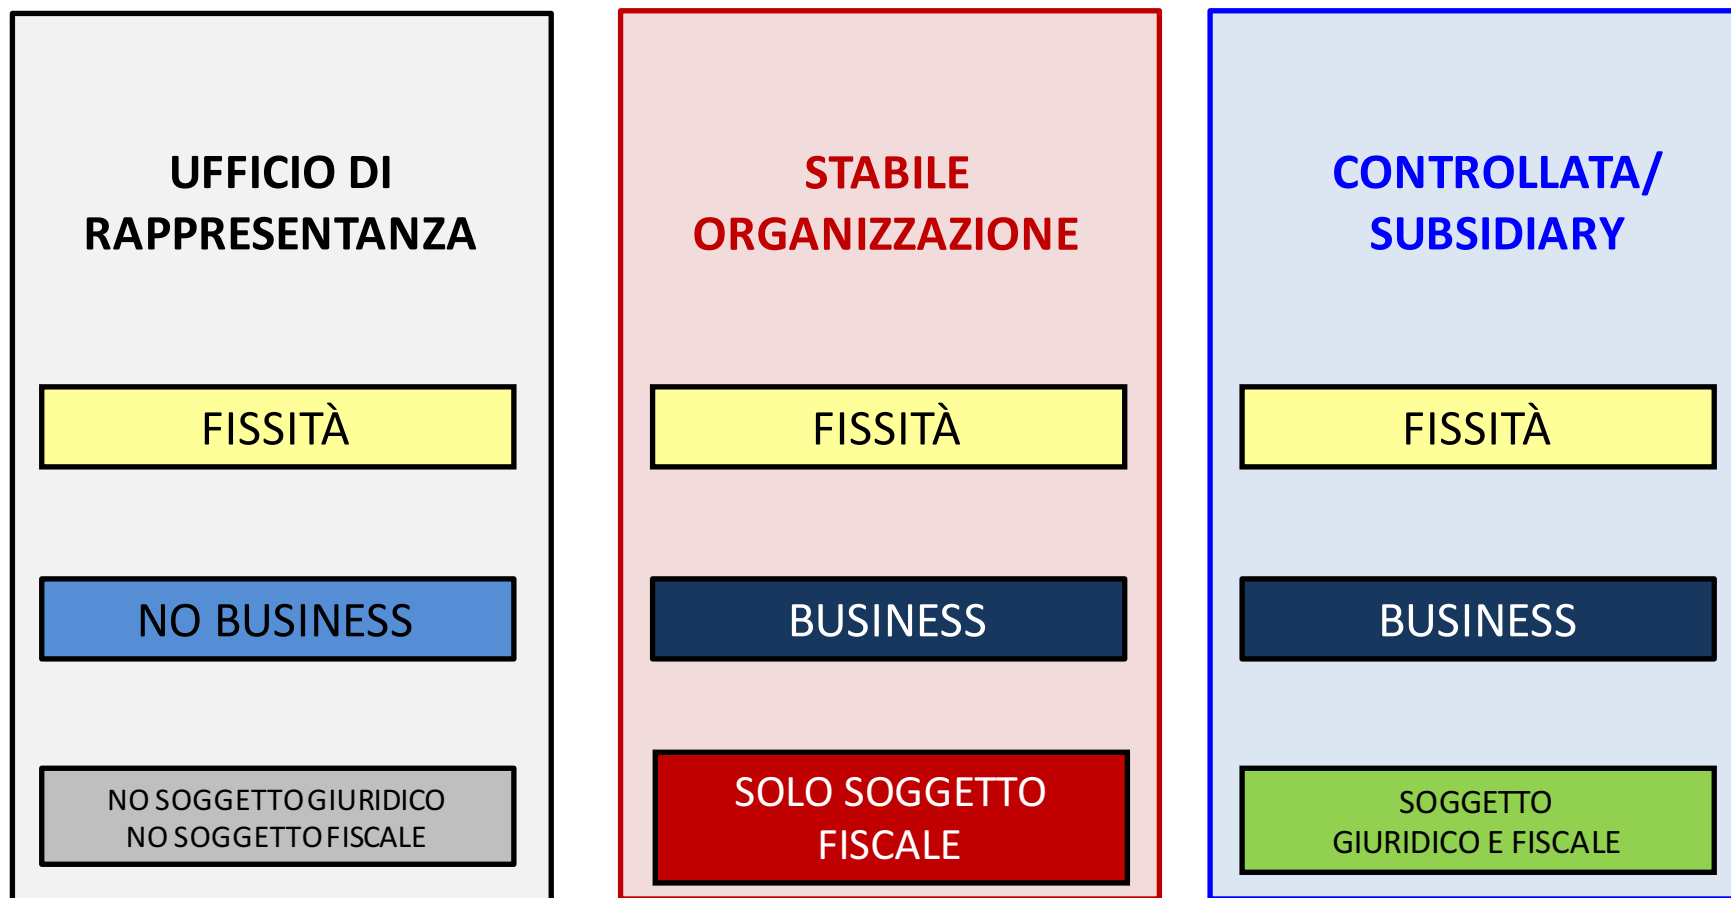 UFFICIO DI
RAPPRESENTANZA
FISSITÀ
NO BUSINESS
NO SOGGETTO GIURIDICO
NO SOGGETTO FISCALE
STABILE
ORGANIZZAZIONE
FISSITÀ
BUSINESS
SOLO SOGGETTO
FISCALE
CONTROLLATA/
SUBSIDIARY
FISSITÀ
BUSINESS
SOGGETTO
GIURIDICO E FISCALE